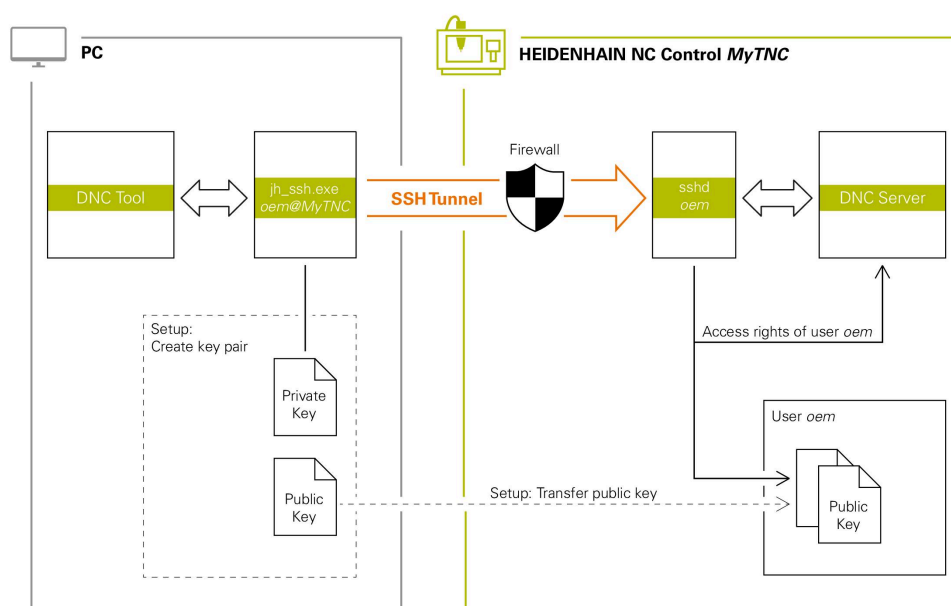 PC
HEIDENHAIN NC Control MyTNC
Firewall
DNC Tool
jh_ssh.exe
oem@MyTNC
SSH Tunnel
sshd
oem
DNC Server
Setup:
Create key pair
Access rights of user oem
Private
Key
User oem
Public
Key
Setup: Transfer public key
Public
Key